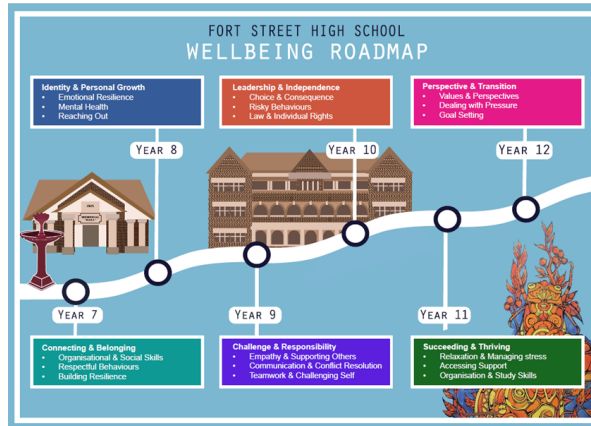 FORT STREET HIGH SCHOOL
WELLBEING ROADMAP
Identity & Personal Growth
• Emotional Resilience
• Mental Health
• Reaching Out
Leadership & Independence
• Choice & Consequence
• Risky Behaviours
• Law & Individual Rights
Perspective & Transition
• Values & Perspectives
• Dealing with Pressure
• Goal Setting
YEAR 8
YEAR 10
YEAR 12
YEAR 7
YEAR 9
YEAR 11
Connecting & Belonging
• Organisational & Social Skills
• Respectful Behaviours
• Building Resilience
Challenge & Responsibility
• Empathy & Supporting Others
• Communication & Conflict Resolution
• Teamwork & Challenging Self
Succeeding & Thriving
• Relaxation & Managing stress
• Accessing Support
• Organisation & Study Skills